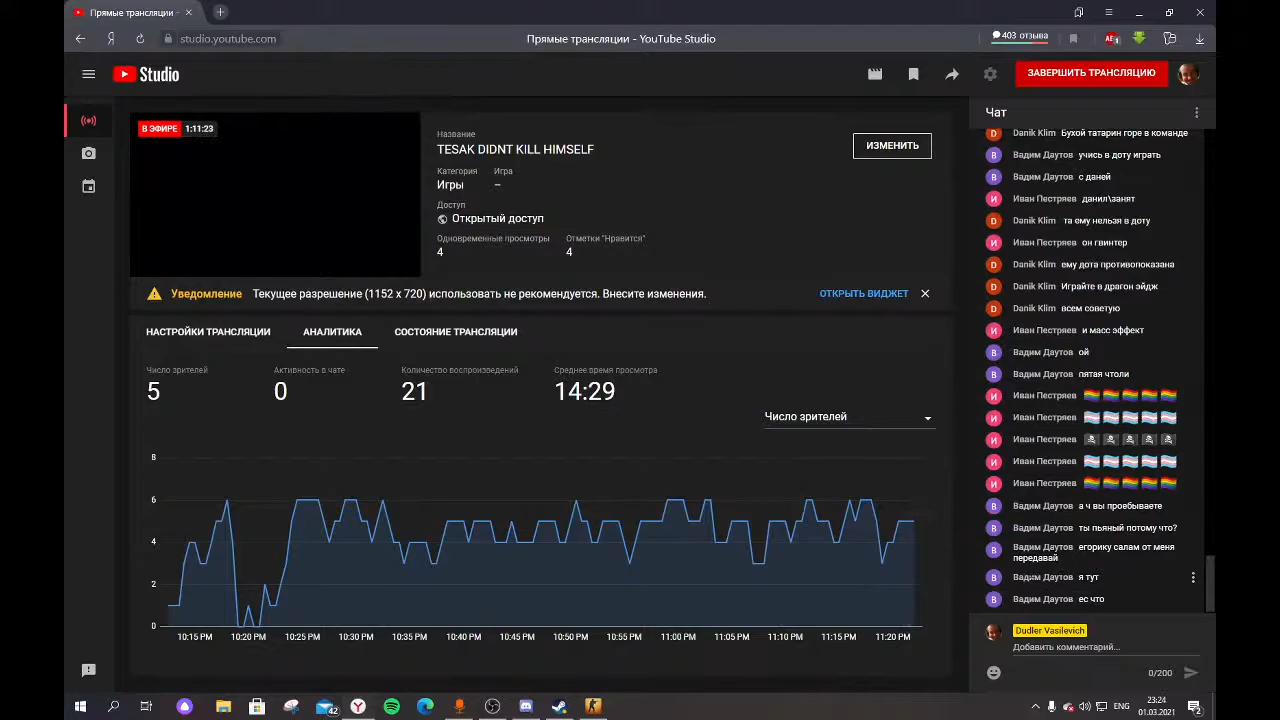 Прямые трансляции -
studio.youtube.com
Прямые трансляции - YouTube Studio
403 отзыва
Studio
ЗАВЕРШИТЬ ТРАНСЛЯЦИЮ
В ЭФИРЕ 1:11:23
Название
TESAK DIDNT KILL HIMSELF
ИЗМЕНИТЬ
Категория Игра
Игры –
Доступ
Открытый доступ
Одновременные просмотры Отметки "Нравится"
4 4
Уведомление Текущее разрешение (1152 x 720) использовать не рекомендуется. Внесите изменения. ОТКРЫТЬ ВИДЖЕТ
НАСТРОЙКИ ТРАНСЛЯЦИИ АНАЛИТИКА СОСТОЯНИЕ ТРАНСЛЯЦИИ
Число зрителей Активность в чате Количество воспроизведений Среднее время просмотра
5 0 21 14:29
Число зрителей
8
6
4
2
0
10:15 PM 10:20 PM 10:25 PM 10:30 PM 10:35 PM 10:40 PM 10:45 PM 10:50 PM 10:55 PM 11:00 PM 11:05 PM 11:10 PM 11:15 PM 11:20 PM
Чат
D Danik Klim Бухой татарин горе в команде
В Вадим Даутов учись в доту играть
В Вадим Даутов с даней
И Иван Пестряев данил\занят
D Danik Klim та ему нельзя в доту
И Иван Пестряев он гвинтер
D Danik Klim ему дота противопоказана
D Danik Klim Играйте в драгон эйдж
D Danik Klim всем советую
И Иван Пестряев и масс эффект
В Вадим Даутов ой
В Вадим Даутов пятая чтоли
И Иван Пестряев 🏳️‍🌈🏳️‍🌈🏳️‍🌈🏳️‍🌈🏳️‍🌈
И Иван Пестряев 🏳️‍⚧️🏳️‍⚧️🏳️‍⚧️🏳️‍⚧️🏳️‍⚧️
И Иван Пестряев 🏴‍☠️🏴‍☠️🏴‍☠️🏴‍☠️🏴‍☠️
И Иван Пестряев 🏳️‍⚧️🏳️‍⚧️🏳️‍⚧️🏳️‍⚧️🏳️‍⚧️
И Иван Пестряев 🏳️‍🌈🏳️‍🌈🏳️‍🌈🏳️‍🌈🏳️‍🌈
В Вадим Даутов а ч вы проебываете
В Вадим Даутов ты пьяный потому что?
В Вадим Даутов егорику салам от меня
передавай
В Вадим Даутов я тут
В Вадим Даутов ес что
Dudler Vasilevich
Добавить комментарий...
0/200
42
ENG
23:24
01.03.2021
2